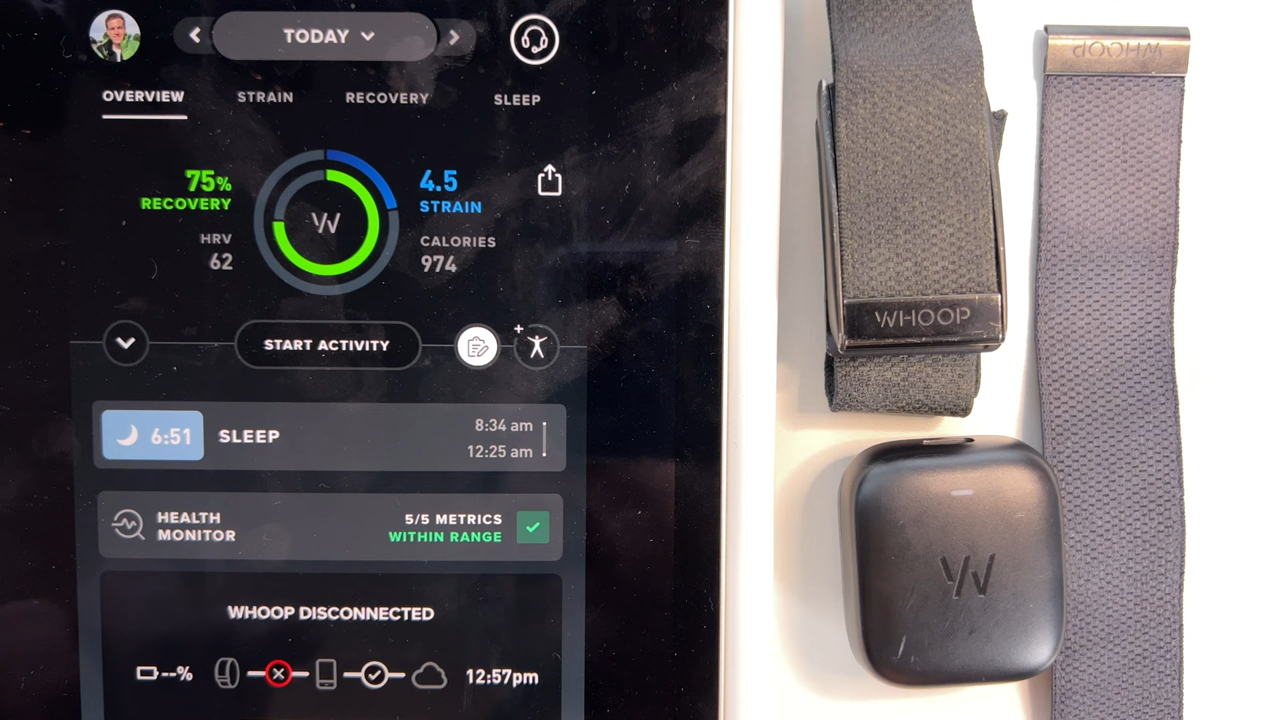 TODAY
OVERVIEW
STRAIN
RECOVERY
SLEEP
75%
RECOVERY
HRV
62
4.5
STRAIN
CALORIES
974
START ACTIVITY
6:51
SLEEP
8:34 am
12:25 am
HEALTH
MONITOR
5/5 METRICS
WITHIN RANGE
WHOOP DISCONNECTED
--%
12:57pm
WHOOP
WHOOP